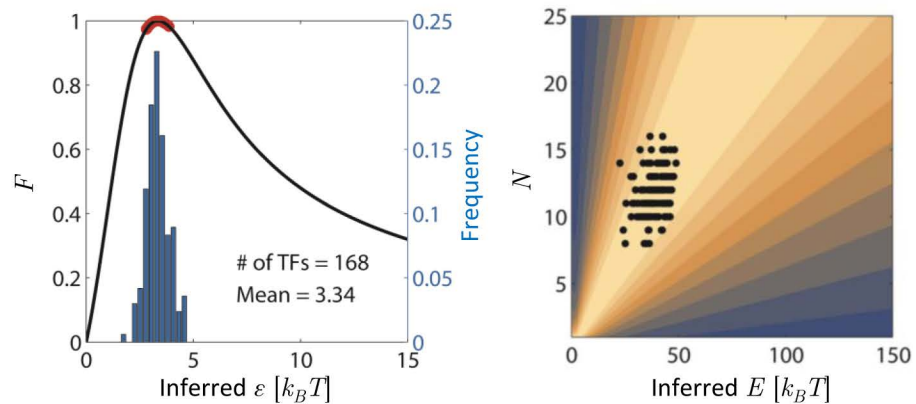 1
0.8
0.6
0.4
0.2
0
F
0.25
0.2
0.15
0.1
0.05
0
Frequency
# of TFs = 168
Mean = 3.34
0 5 10 15
Inferred ε [k_BT]
25
20
15
10
5
N
0 50 100 150
Inferred E [k_BT]